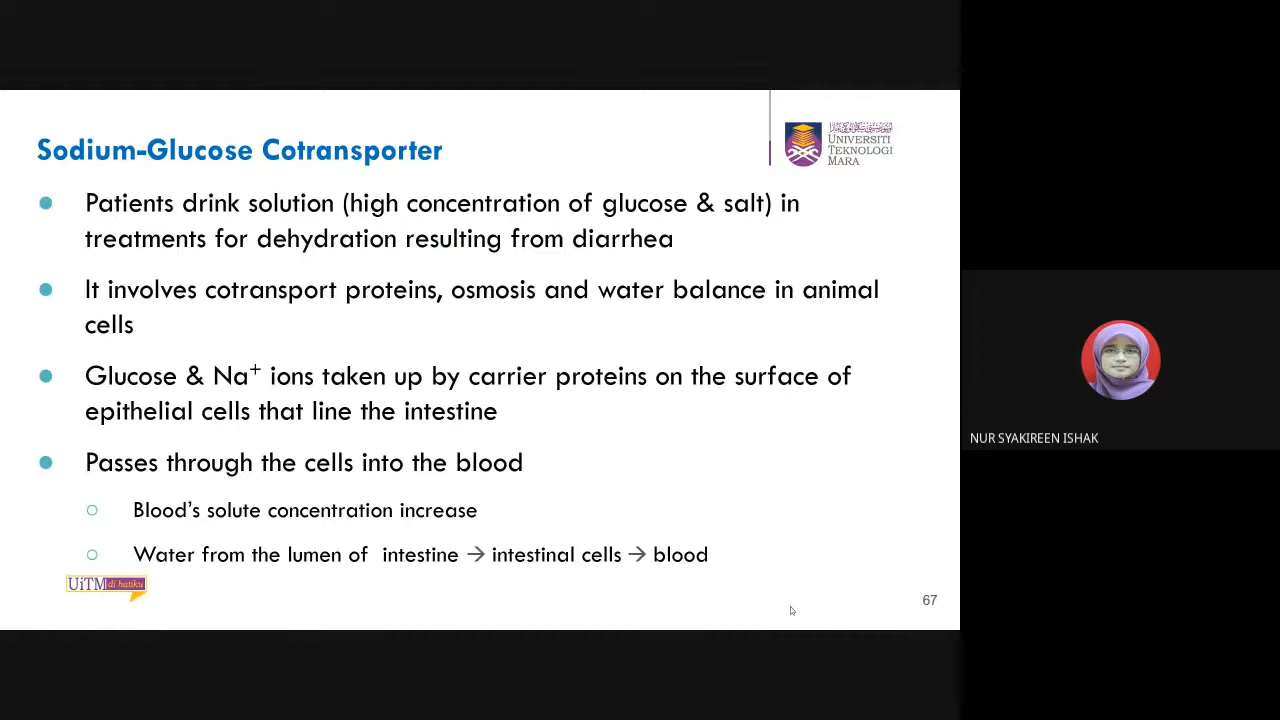 Sodium-Glucose Cotransporter
UNIVERSITI
TEKNOLOGI
MARA
Patients drink solution (high concentration of glucose & salt) in
treatments for dehydration resulting from diarrhea
It involves cotransport proteins, osmosis and water balance in animal
cells
Glucose & Na⁺ ions taken up by carrier proteins on the surface of
epithelial cells that line the intestine
Passes through the cells into the blood
Blood’s solute concentration increase
Water from the lumen of intestine → intestinal cells → blood
UiTM di hatiku
67
NUR SYAKIREEN ISHAK